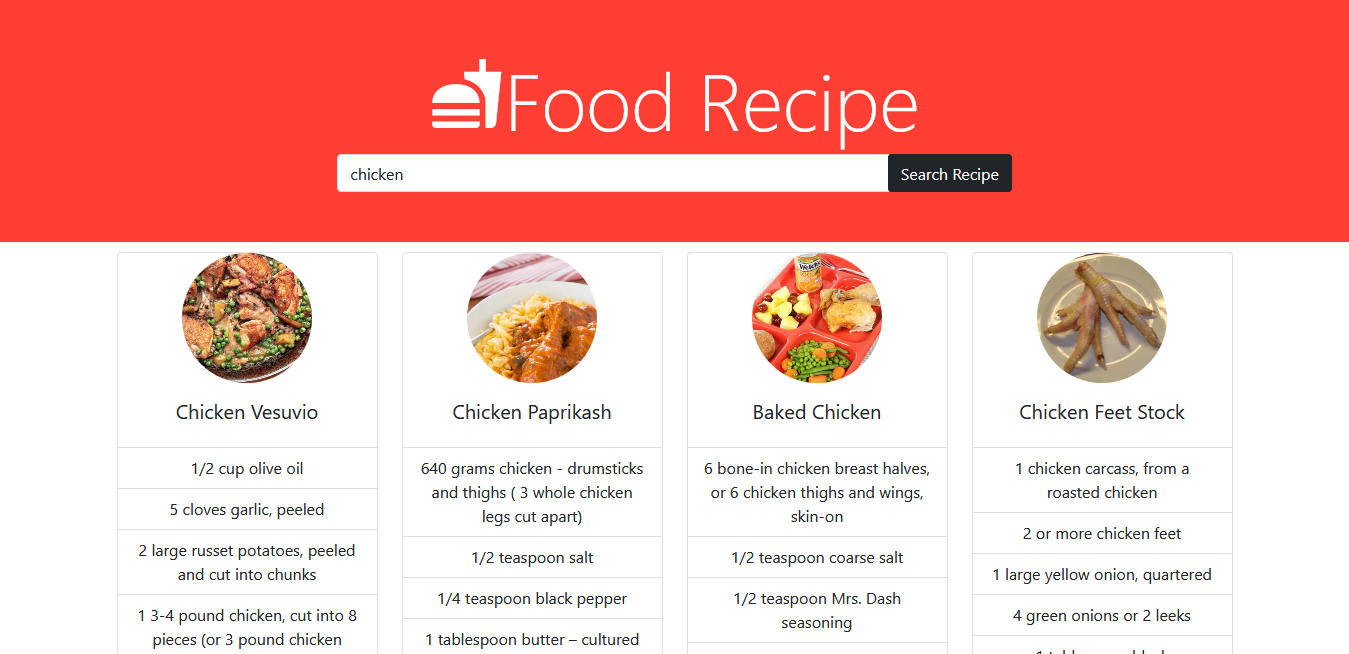 Food Recipe
chicken
Search Recipe
Chicken Vesuvio
1/2 cup olive oil
5 cloves garlic, peeled
2 large russet potatoes, peeled
and cut into chunks
1 3-4 pound chicken, cut into 8
pieces (or 3 pound chicken
Chicken Paprikash
640 grams chicken - drumsticks
and thighs ( 3 whole chicken
legs cut apart)
1/2 teaspoon salt
1/4 teaspoon black pepper
1 tablespoon butter – cultured
Baked Chicken
6 bone-in chicken breast halves,
or 6 chicken thighs and wings,
skin-on
1/2 teaspoon coarse salt
1/2 teaspoon Mrs. Dash
seasoning
Chicken Feet Stock
1 chicken carcass, from a
roasted chicken
2 or more chicken feet
1 large yellow onion, quartered
4 green onions or 2 leeks